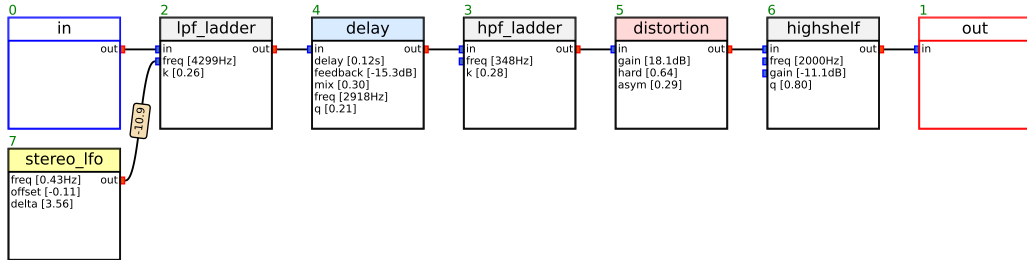 0
in
out
2
lpf_ladder
in out
freq [4299Hz]
k [0.26]
4
delay
in out
delay [0.12s]
feedback [-15.3dB]
mix [0.30]
freq [2918Hz]
q [0.21]
3
hpf_ladder
in out
freq [348Hz]
k [0.28]
5
distortion
in out
gain [18.1dB]
hard [0.64]
asym [0.29]
6
highshelf
in out
freq [2000Hz]
gain [-11.1dB]
q [0.80]
1
out
in
-10.9
7
stereo_lfo
freq [0.43Hz] out
offset [-0.11]
delta [3.56]